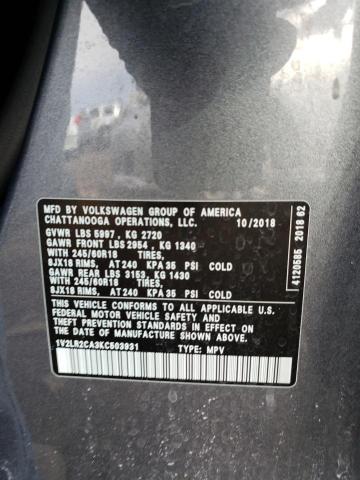 MFD BY VOLKSWAGEN GROUP OF AMERICA
CHATTANOOGA OPERATIONS, LLC. 10/2018
GVWR LBS 5997 , KG 2720
GAWR FRONT LBS 2954 , KG 1340
WITH 245/60R18 TIRES,
8JX18 RIMS, AT 240 KPA 35 PSI COLD
GAWR REAR LBS 3153 , KG 1430
WITH 245/60R18 TIRES,
8JX18 RIMS, AT 240 KPA 35 PSI COLD
THIS VEHICLE CONFORMS TO ALL APPLICABLE U.S.
FEDERAL MOTOR VEHICLE SAFETY, BUMPER, AND
THEFT PREVENTION STANDARDS IN EFFECT ON
THE DATE OF MANUFACTURE SHOWN ABOVE.
1V2LR2CA3KC503931 TYPE: MPV
4120585 2018 62